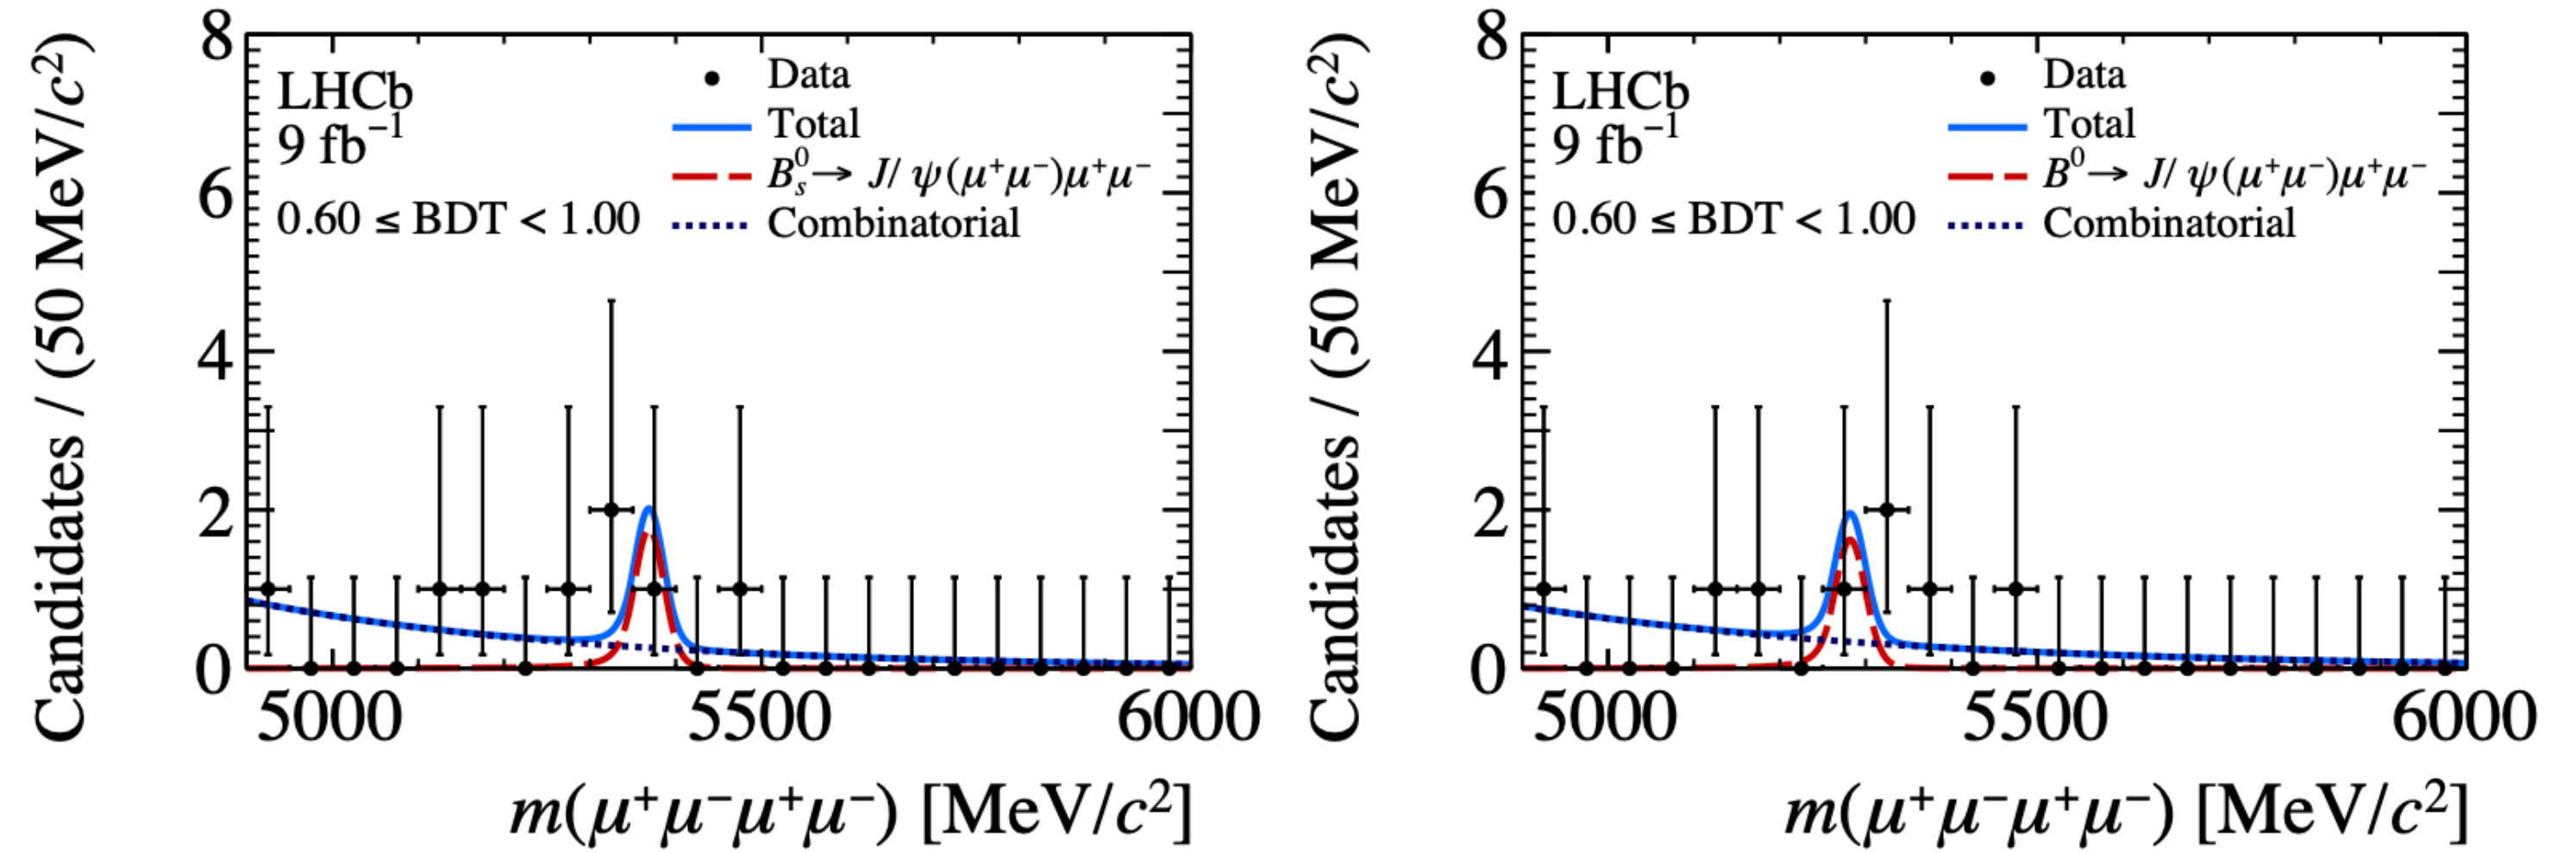 Candidates / (50 MeV/c²)
8
6
4
2
0
LHCb
9 fb⁻¹
0.60 ≤ BDT < 1.00
Data
Total
B⁰ₛ → J/ψ(μ⁺μ⁻)μ⁺μ⁻
Combinatorial
5000
5500
6000
m(μ⁺μ⁻μ⁺μ⁻) [MeV/c²]
Candidates / (50 MeV/c²)
8
6
4
2
0
LHCb
9 fb⁻¹
0.60 ≤ BDT < 1.00
Data
Total
B⁰ → J/ψ(μ⁺μ⁻)μ⁺μ⁻
Combinatorial
5000
5500
6000
m(μ⁺μ⁻μ⁺μ⁻) [MeV/c²]